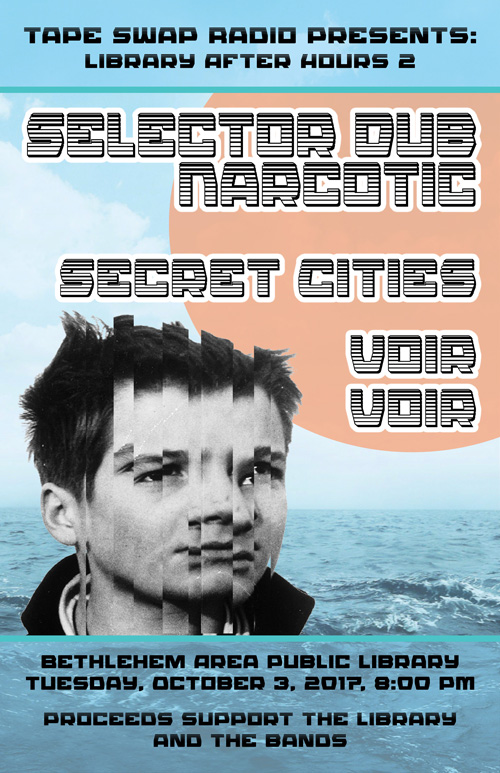 TAPE SWAP RADIO PRESENTS:
LIBRARY AFTER HOURS 2
SELECTOR DUB
NARCOTIC
SECRET CITIES
VOIR
VOIR
BETHLEHEM AREA PUBLIC LIBRARY
TUESDAY, OCTOBER 3, 2017, 8:00 PM
PROCEEDS SUPPORT THE LIBRARY
AND THE BANDS